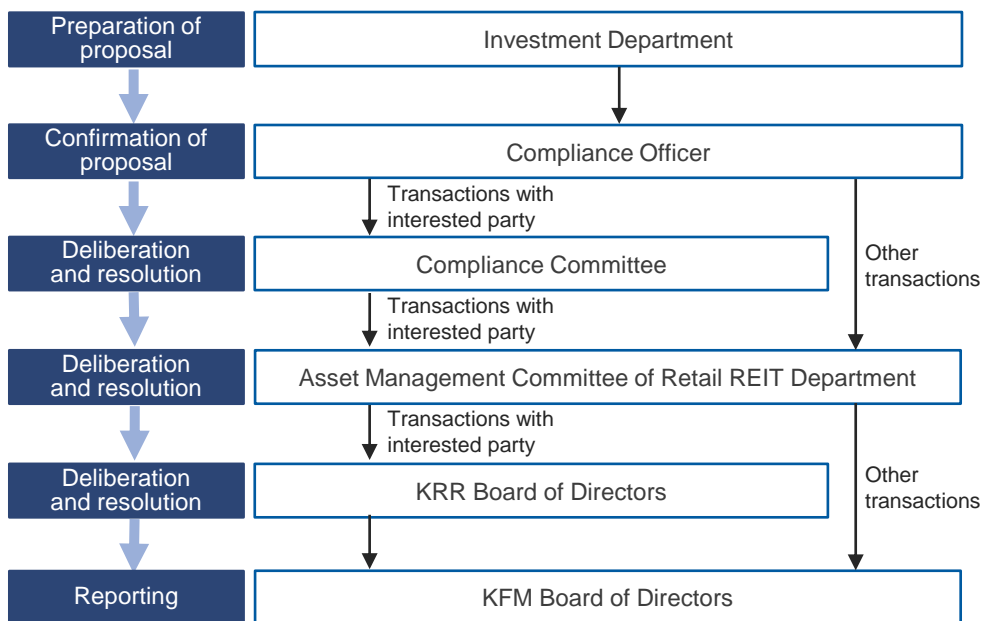 Preparation of
proposal
Investment Department
Confirmation of
proposal
Compliance Officer
Transactions with
interested party
Deliberation
and resolution
Compliance Committee
Other
transactions
Transactions with
interested party
Deliberation
and resolution
Asset Management Committee of Retail REIT Department
Transactions with
interested party
Deliberation
and resolution
KRR Board of Directors
Other
transactions
Reporting
KFM Board of Directors